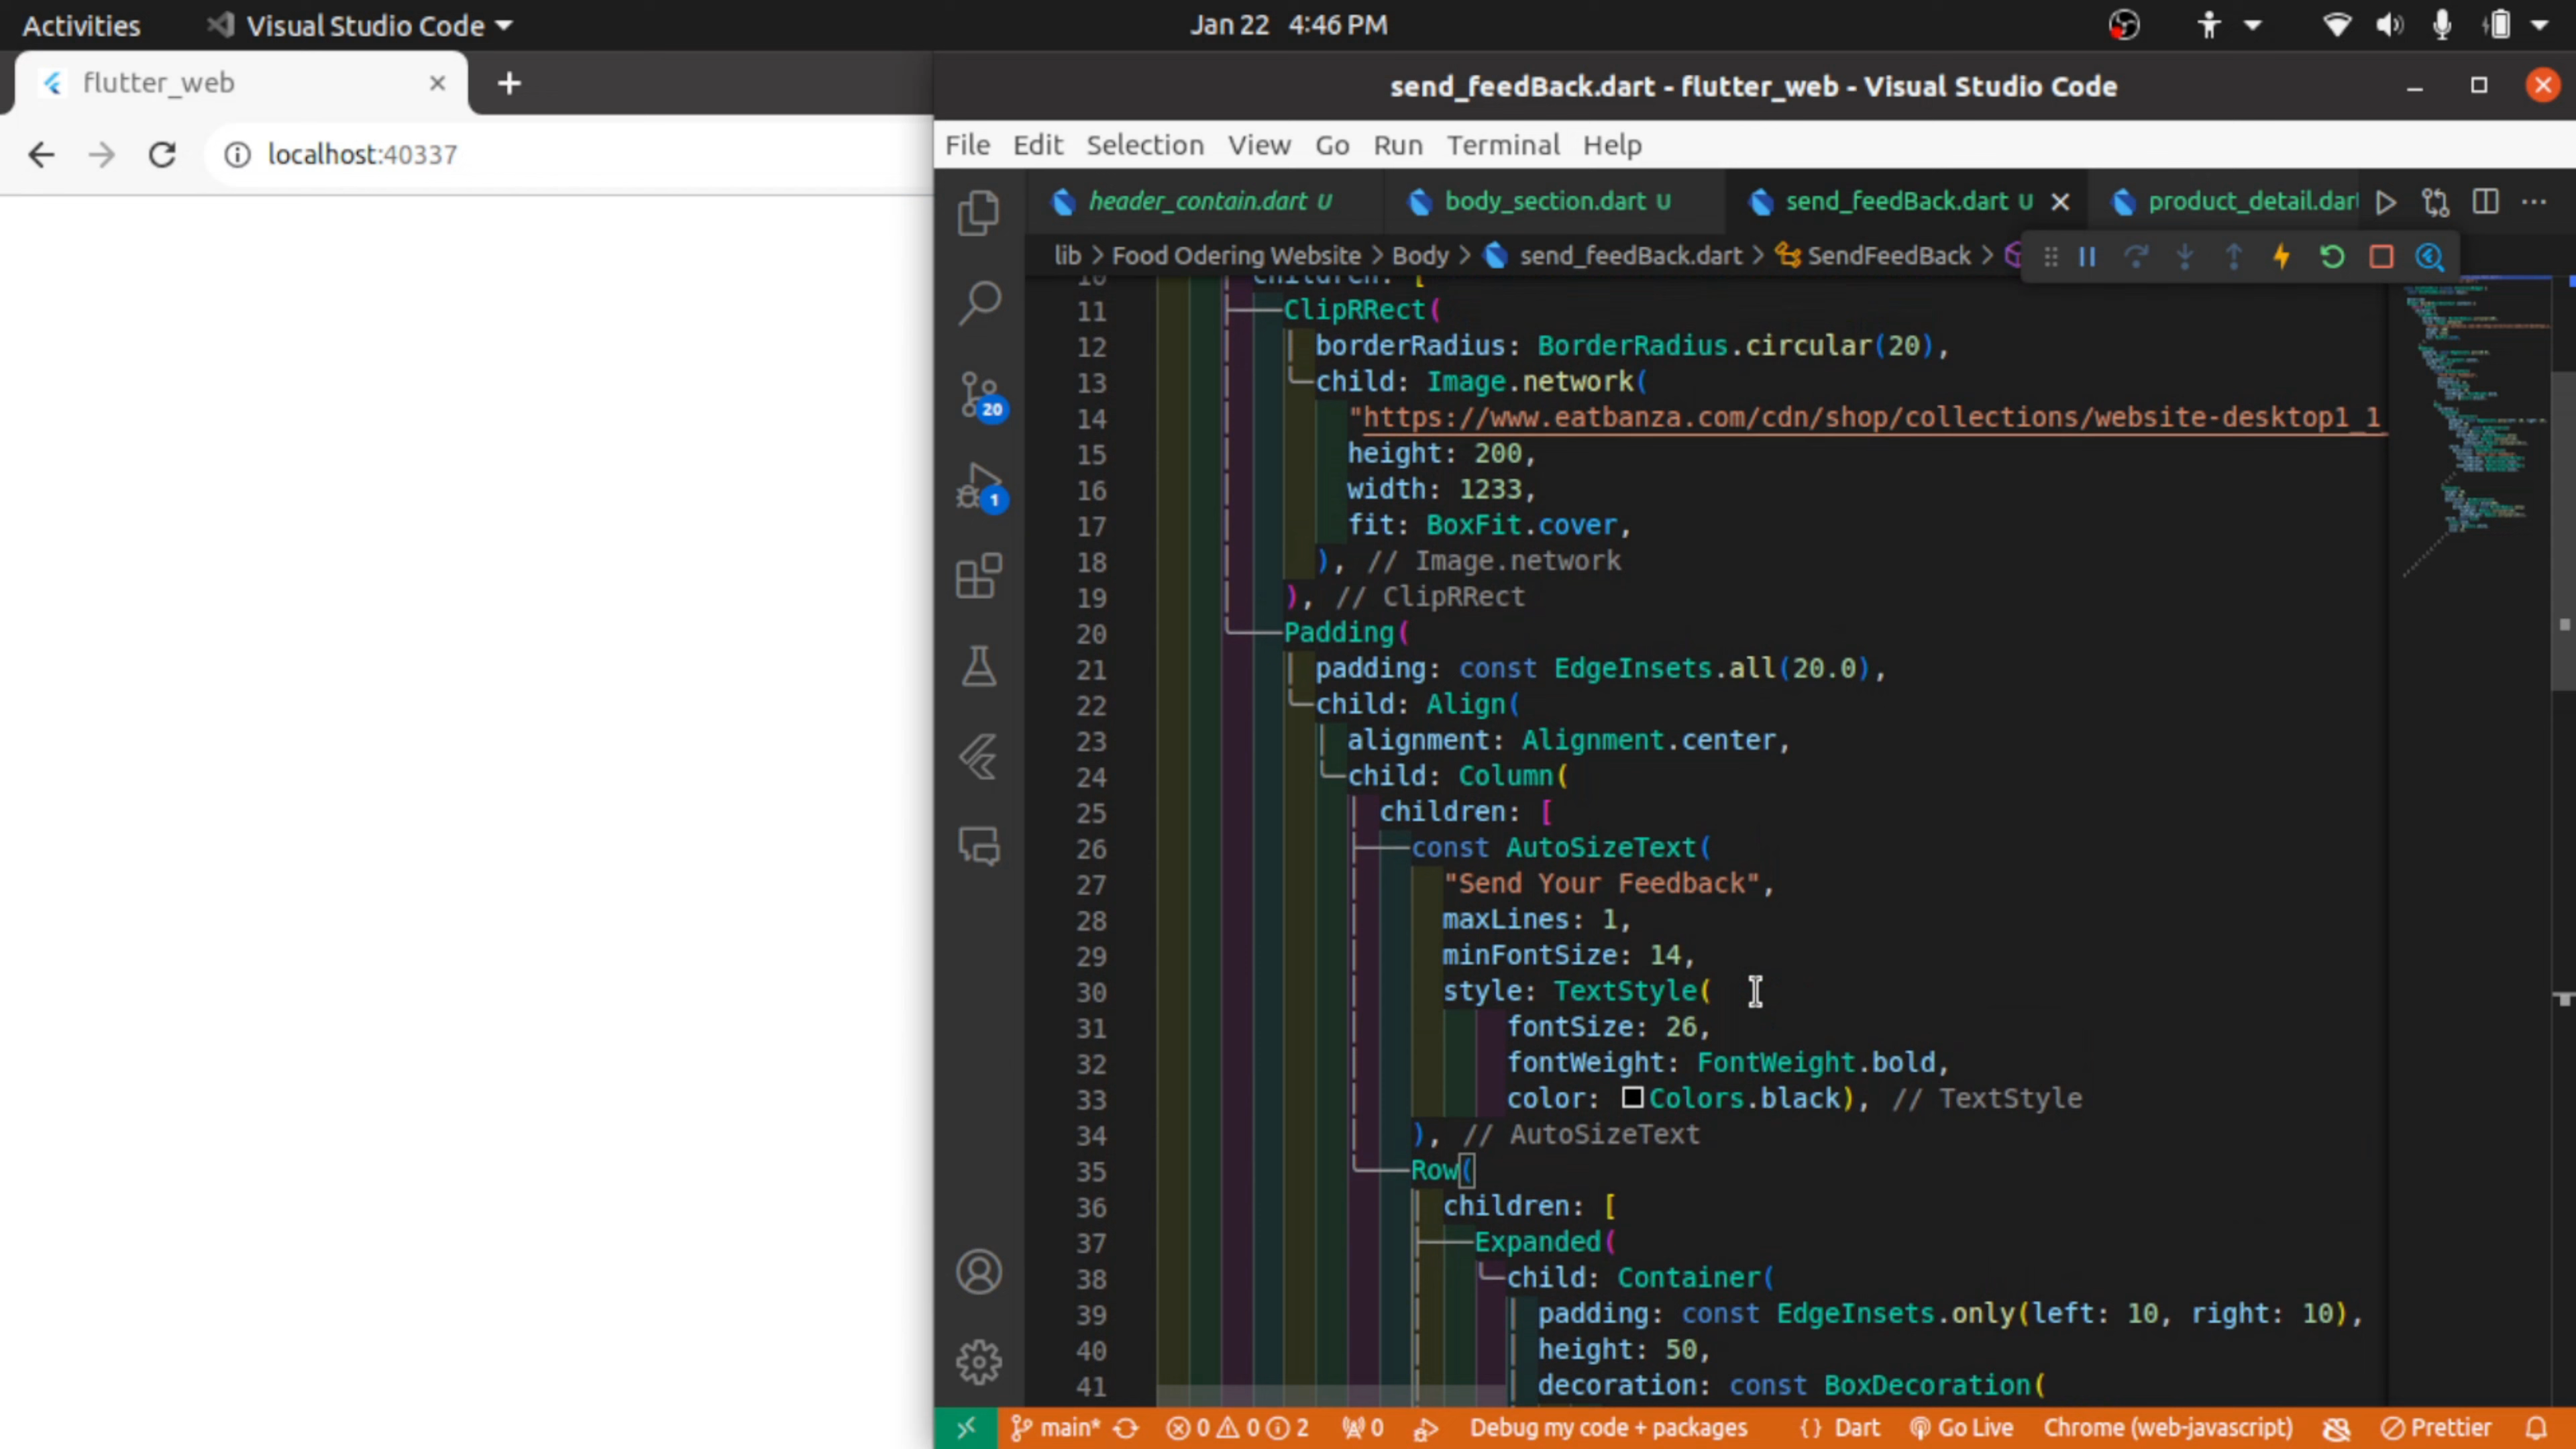 Activities Visual Studio Code Jan 22 4:46 PM
flutter_web
localhost:40337
send_feedBack.dart - flutter_web - Visual Studio Code
File Edit Selection View Go Run Terminal Help
header_contain.dart U body_section.dart U send_feedBack.dart U product_detail.dart
lib > Food Odering Website > Body > send_feedBack.dart > SendFeedBack >
10 children: [
11 ClipRRect(
12 borderRadius: BorderRadius.circular(20),
13 child: Image.network(
14 "https://www.eatbanza.com/cdn/shop/collections/website-desktop1_1_
15 height: 200,
16 width: 1233,
17 fit: BoxFit.cover,
18 ), // Image.network
19 ), // ClipRRect
20 Padding(
21 padding: const EdgeInsets.all(20.0),
22 child: Align(
23 alignment: Alignment.center,
24 child: Column(
25 children: [
26 const AutoSizeText(
27 "Send Your Feedback",
28 maxLines: 1,
29 minFontSize: 14,
30 style: TextStyle(
31 fontSize: 26,
32 fontWeight: FontWeight.bold,
33 color: Colors.black), // TextStyle
34 ), // AutoSizeText
35 Row(
36 children: [
37 Expanded(
38 child: Container(
39 padding: const EdgeInsets.only(left: 10, right: 10),
40 height: 50,
41 decoration: const BoxDecoration(
20
1
main* 0 0 2 0 Debug my code + packages {} Dart Go Live Chrome (web-javascript) Prettier